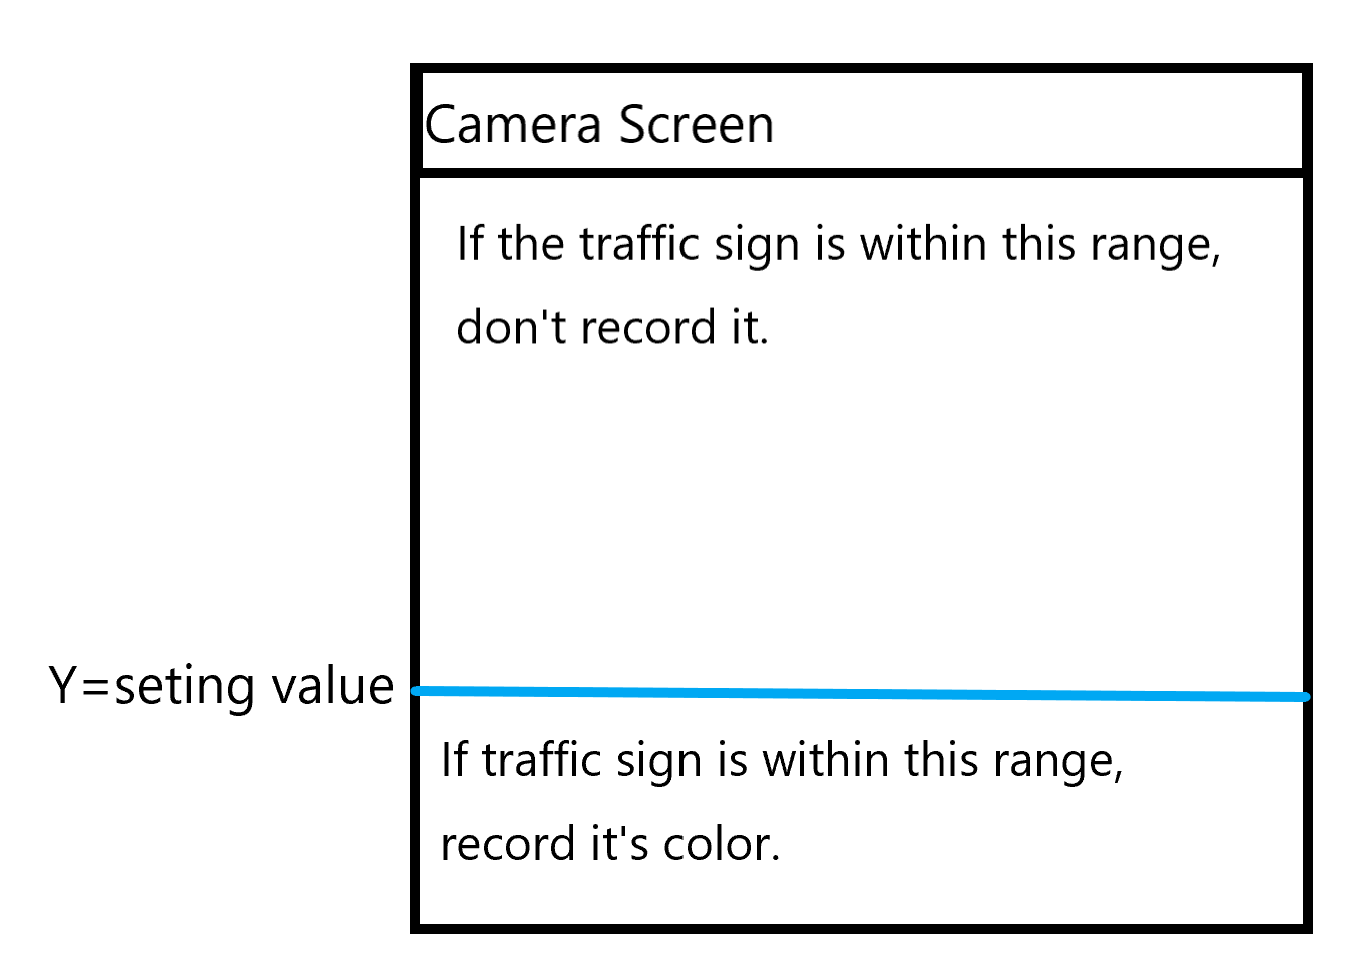 Camera Screen
If the traffic sign is within this range,
don't record it.
Y=seting value
If traffic sign is within this range,
record it's color.